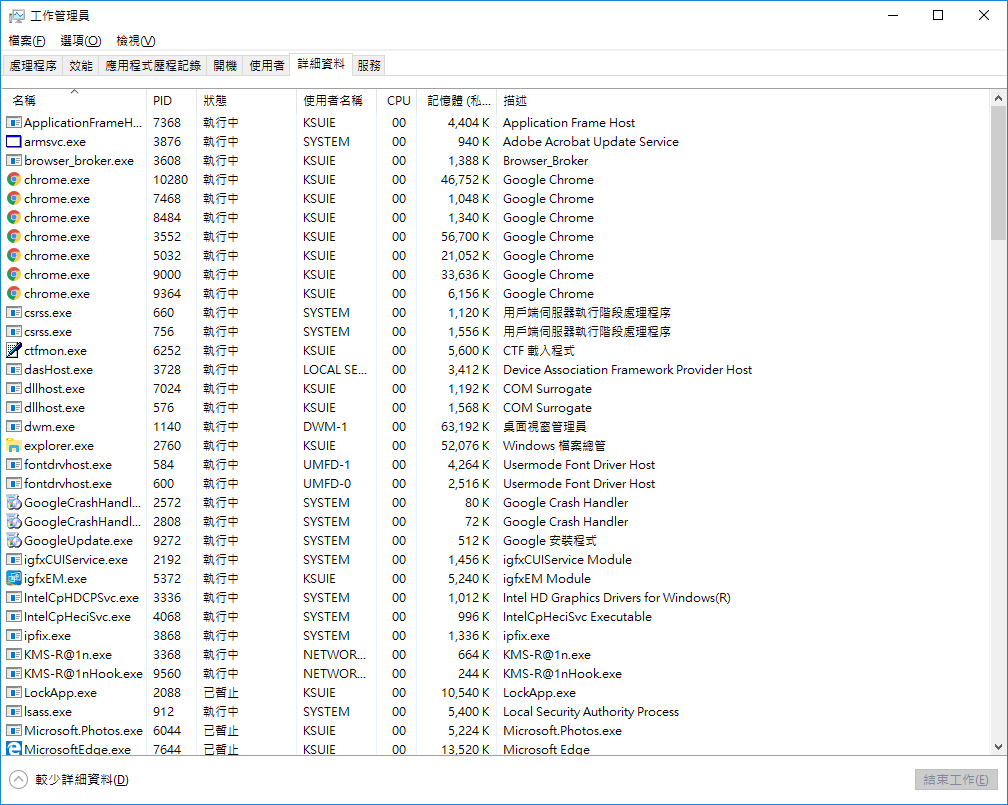 工作管理員
檔案(F) 選項(O) 檢視(V)
處理程序 效能 應用程式歷程記錄 開機 使用者 詳細資料 服務
名稱 PID 狀態 使用者名稱 CPU 記憶體 (私... 描述
ApplicationFrameH... 7368 執行中 KSUIE 00 4,404 K Application Frame Host
armsvc.exe 3876 執行中 SYSTEM 00 940 K Adobe Acrobat Update Service
browser_broker.exe 3608 執行中 KSUIE 00 1,388 K Browser_Broker
chrome.exe 10280 執行中 KSUIE 00 46,752 K Google Chrome
chrome.exe 7468 執行中 KSUIE 00 1,048 K Google Chrome
chrome.exe 8484 執行中 KSUIE 00 1,340 K Google Chrome
chrome.exe 3552 執行中 KSUIE 00 56,700 K Google Chrome
chrome.exe 5032 執行中 KSUIE 00 21,052 K Google Chrome
chrome.exe 9000 執行中 KSUIE 00 33,636 K Google Chrome
chrome.exe 9364 執行中 KSUIE 00 6,156 K Google Chrome
csrss.exe 660 執行中 SYSTEM 00 1,120 K 用戶端伺服器執行階段處理程序
csrss.exe 756 執行中 SYSTEM 00 1,556 K 用戶端伺服器執行階段處理程序
ctfmon.exe 6252 執行中 KSUIE 00 5,600 K CTF 載入程式
dasHost.exe 3728 執行中 LOCAL SE... 00 3,412 K Device Association Framework Provider Host
dllhost.exe 7024 執行中 KSUIE 00 1,192 K COM Surrogate
dllhost.exe 576 執行中 KSUIE 00 1,568 K COM Surrogate
dwm.exe 1140 執行中 DWM-1 00 63,192 K 桌面視窗管理員
explorer.exe 2760 執行中 KSUIE 00 52,076 K Windows 檔案總管
fontdrvhost.exe 584 執行中 UMFD-1 00 4,264 K Usermode Font Driver Host
fontdrvhost.exe 600 執行中 UMFD-0 00 2,516 K Usermode Font Driver Host
GoogleCrashHandl... 2572 執行中 SYSTEM 00 80 K Google Crash Handler
GoogleCrashHandl... 2808 執行中 SYSTEM 00 72 K Google Crash Handler
GoogleUpdate.exe 9272 執行中 SYSTEM 00 512 K Google 安裝程式
igfxCUIService.exe 2192 執行中 SYSTEM 00 1,456 K igfxCUIService Module
igfxEM.exe 5372 執行中 KSUIE 00 5,240 K igfxEM Module
IntelCpHDCPSvc.exe 3336 執行中 SYSTEM 00 1,012 K Intel HD Graphics Drivers for Windows(R)
IntelCpHeciSvc.exe 4068 執行中 SYSTEM 00 996 K IntelCpHeciSvc Executable
ipfix.exe 3868 執行中 SYSTEM 00 1,336 K ipfix.exe
KMS-R@1n.exe 3368 執行中 NETWOR... 00 664 K KMS-R@1n.exe
KMS-R@1nHook.exe 9560 執行中 NETWOR... 00 244 K KMS-R@1nHook.exe
LockApp.exe 2088 已暫止 KSUIE 00 10,540 K LockApp.exe
lsass.exe 912 執行中 SYSTEM 00 5,400 K Local Security Authority Process
Microsoft.Photos.exe 6044 已暫止 KSUIE 00 5,224 K Microsoft.Photos.exe
MicrosoftEdge.exe 7644 已暫止 KSUIE 00 13,520 K Microsoft Edge
較少詳細資料(D) 結束工作(E)